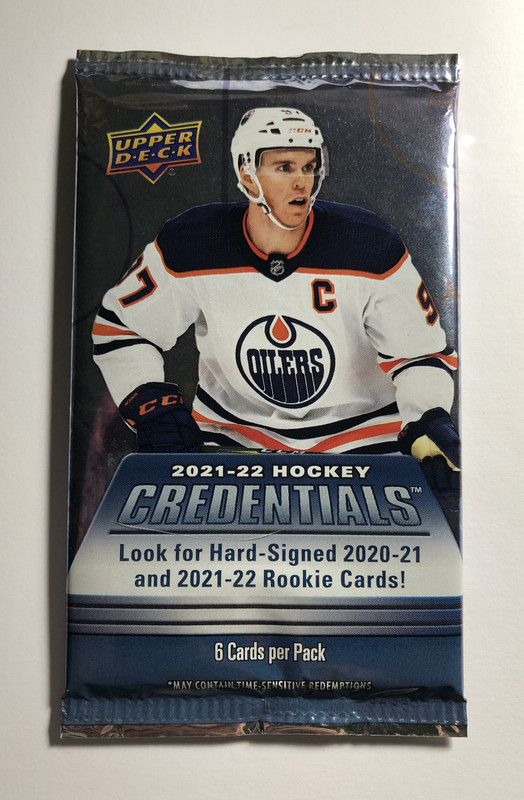 UPPER
D·E·C·K
CCM
97
9
C
OILERS
CCM
2021-22 HOCKEY
CREDENTIALS™
Look for Hard-Signed 2020-21
and 2021-22 Rookie Cards!
6 Cards per Pack
*MAY CONTAIN TIME-SENSITIVE REDEMPTIONS